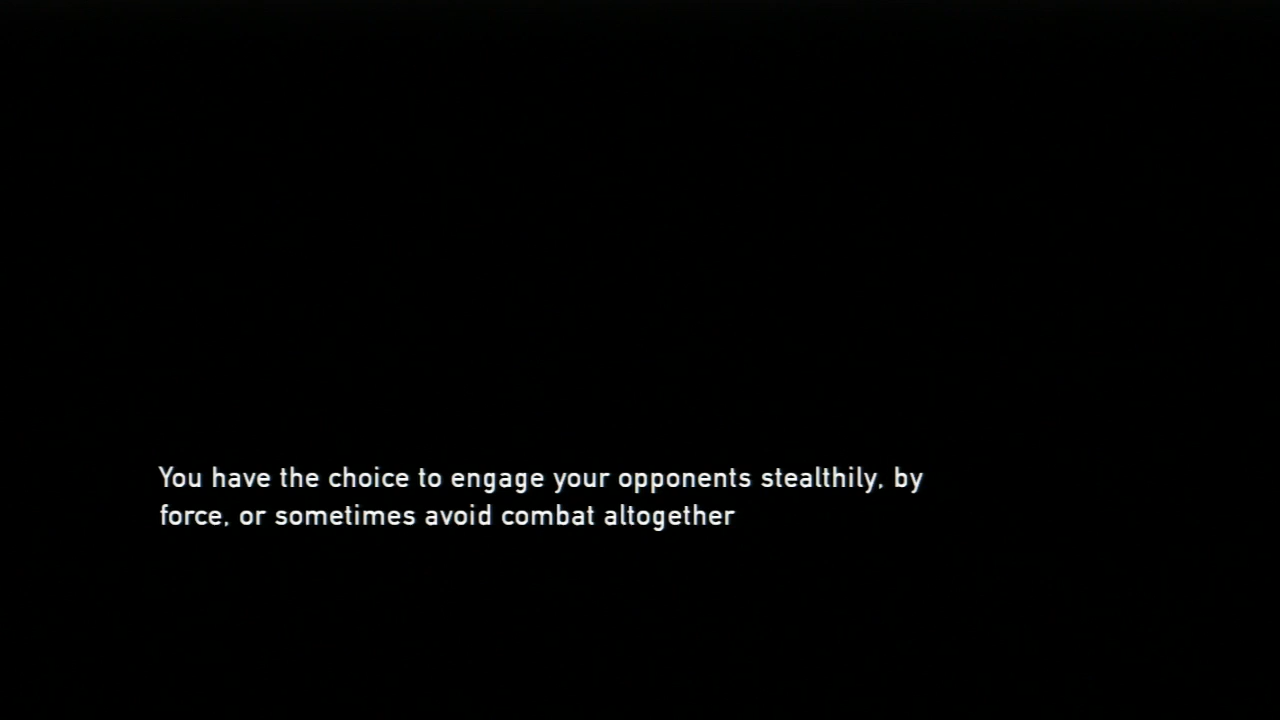 You have the choice to engage your opponents stealthily, by
force, or sometimes avoid combat altogether